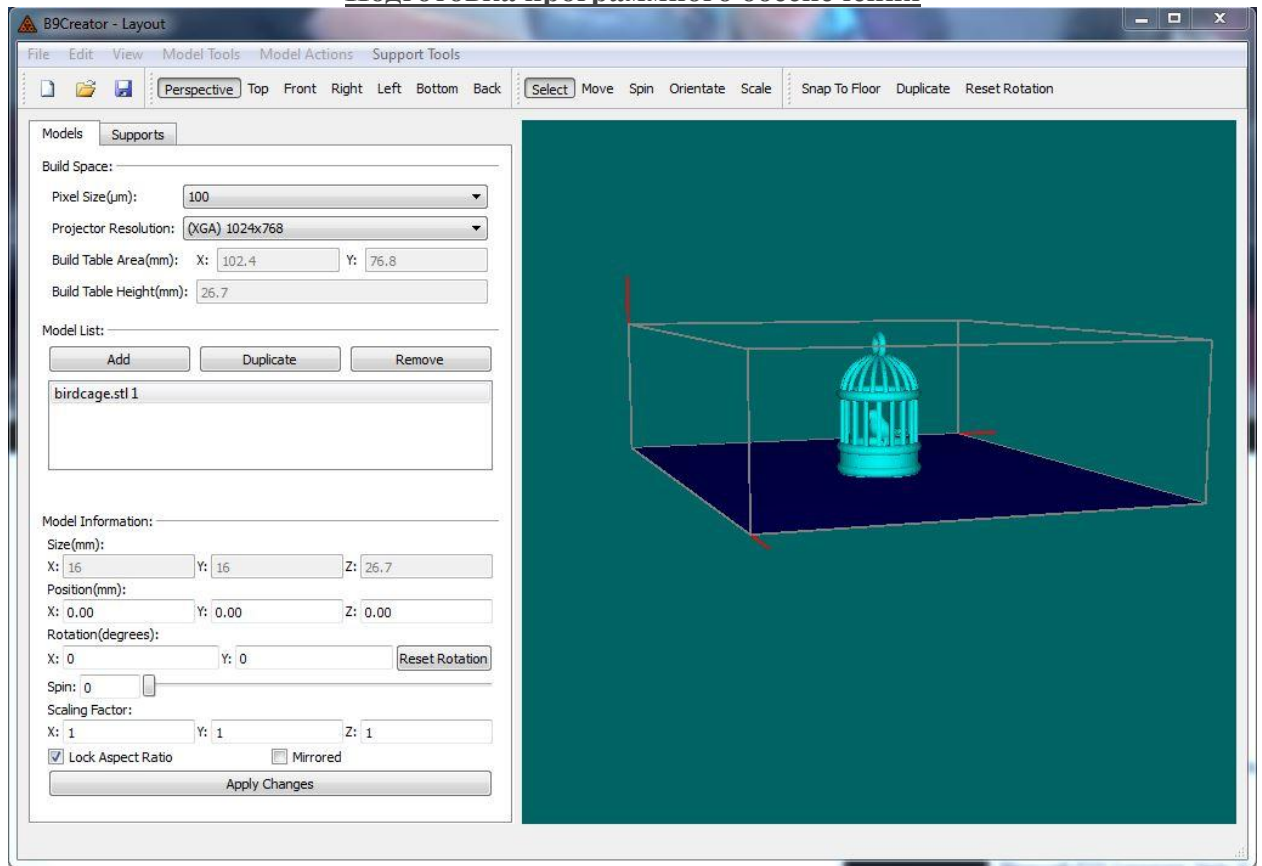 Подготовка программного обеспечения
B9Creator - Layout
File Edit View Model Tools Model Actions Support Tools
Perspective Top Front Right Left Bottom Back Select Move Spin Orientate Scale Snap To Floor Duplicate Reset Rotation
Models Supports
Build Space:
Pixel Size(µm): 100
Projector Resolution: (XGA) 1024x768
Build Table Area(mm): X: 102.4 Y: 76.8
Build Table Height(mm): 26.7
Model List:
Add Duplicate Remove
birdcage.stl 1
Model Information:
Size(mm):
X: 16 Y: 16 Z: 26.7
Position(mm):
X: 0.00 Y: 0.00 Z: 0.00
Rotation(degrees):
X: 0 Y: 0 Reset Rotation
Spin: 0
Scaling Factor:
X: 1 Y: 1 Z: 1
Lock Aspect Ratio Mirrored
Apply Changes